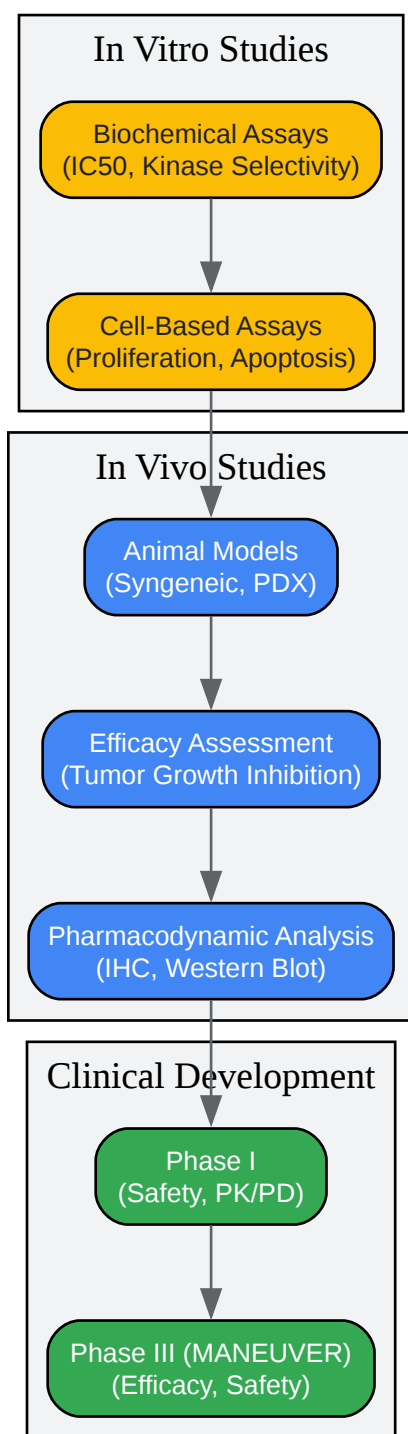 In Vitro Studies
Biochemical Assays
(IC50, Kinase Selectivity)
Cell-Based Assays
(Proliferation, Apoptosis)
In Vivo Studies
Animal Models
(Syngeneic, PDX)
Efficacy Assessment
(Tumor Growth Inhibition)
Pharmacodynamic Analysis
(IHC, Western Blot)
Clinical Development
Phase I
(Safety, PK/PD)
Phase III (MANEUVER)
(Efficacy, Safety)